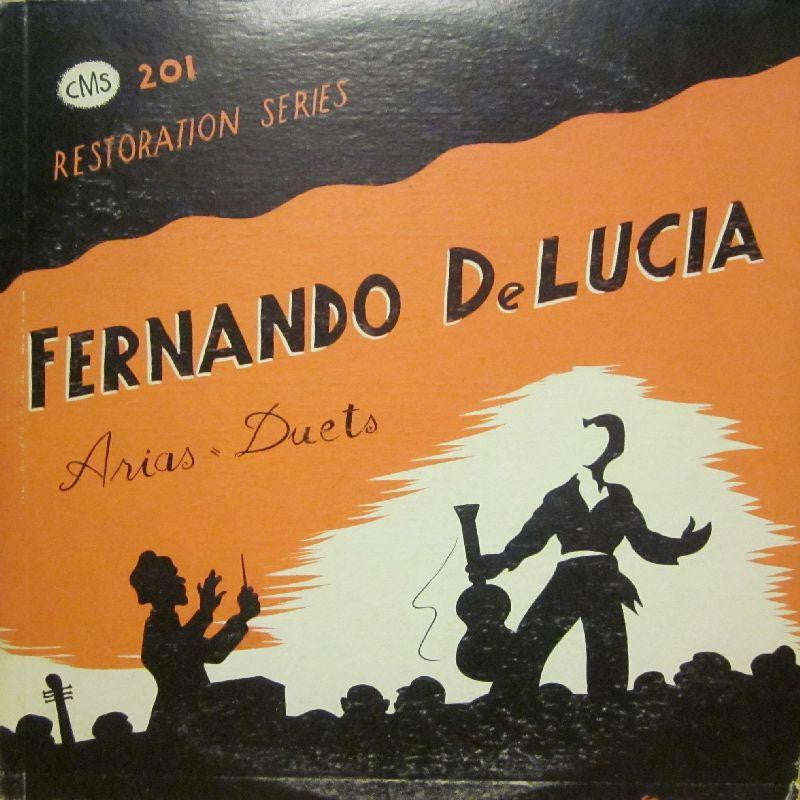 CMS 201
RESTORATION SERIES
FERNANDO DeLUCIA
Arias " Duets